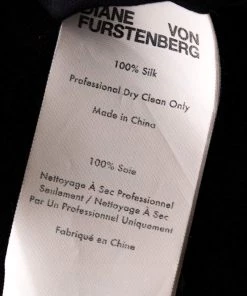 DIANE VON
FURSTENBERG
100% Silk
Professional Dry Clean Only
Made in China
100% Soie
Nettoyage À Sec Professionnel
Seulement / Nettoyage À Sec
Par Un Professionnel Uniquement
Fabriqué en Chine